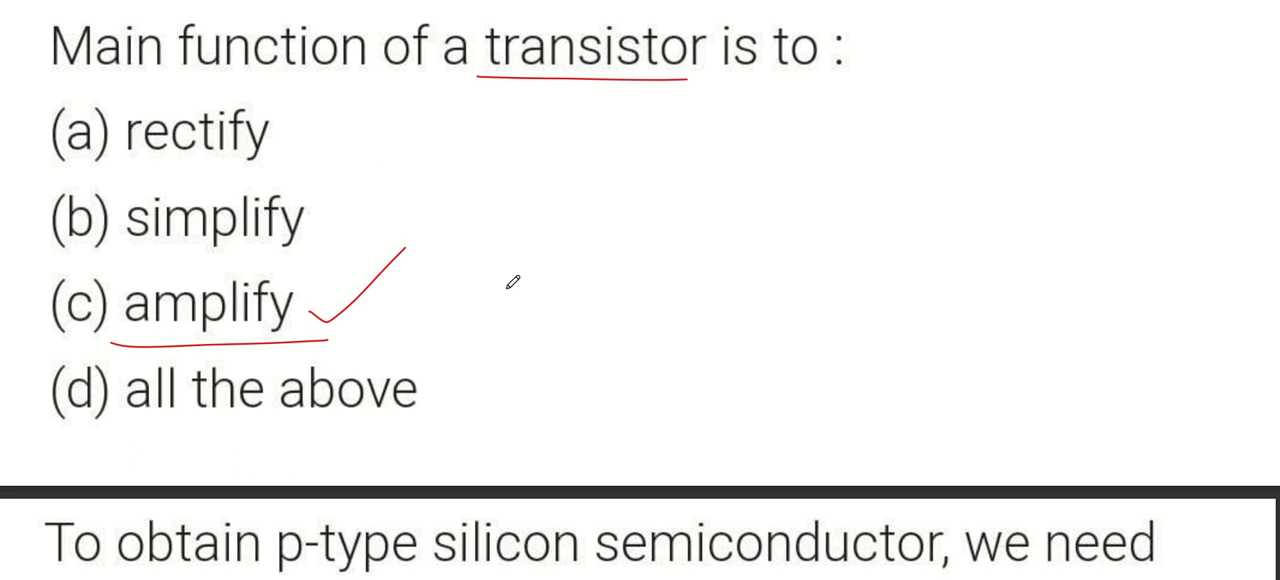 Main function of a transistor is to :
(a) rectify
(b) simplify
(c) amplify
(d) all the above
To obtain p-type silicon semiconductor, we need